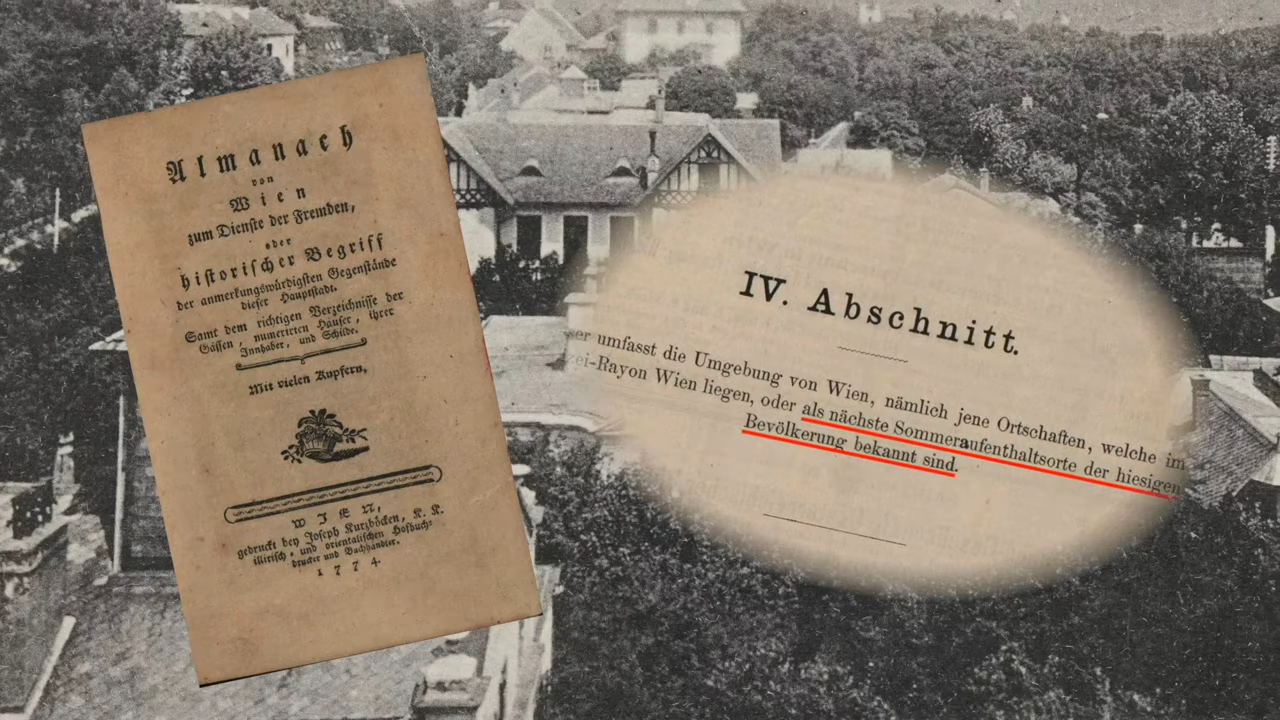 Almanach
von
Wien
zum Dienste der Fremden,
oder
historischer Begriff
der anmerkungswürdigsten Gegenstände
dieser Hauptstadt.
Samt dem richtigen Verzeichnisse der
Gässen, numerirten Häuser, ihrer
Innhaber, und Schilde.
Mit vielen Kupfern,
WIEN,
gedruckt bey Joseph Kurzböcken, K. K.
illirisch- und orientalischen Hofbuch-
drucker und Buchhändler.
1774.
IV. Abschnitt.
umfasst die Umgebung von Wien, nämlich jene Ortschaften, welche im
-Rayon Wien liegen, oder als nächste Sommeraufenthaltsorte der hiesigen
Bevölkerung bekannt sind.